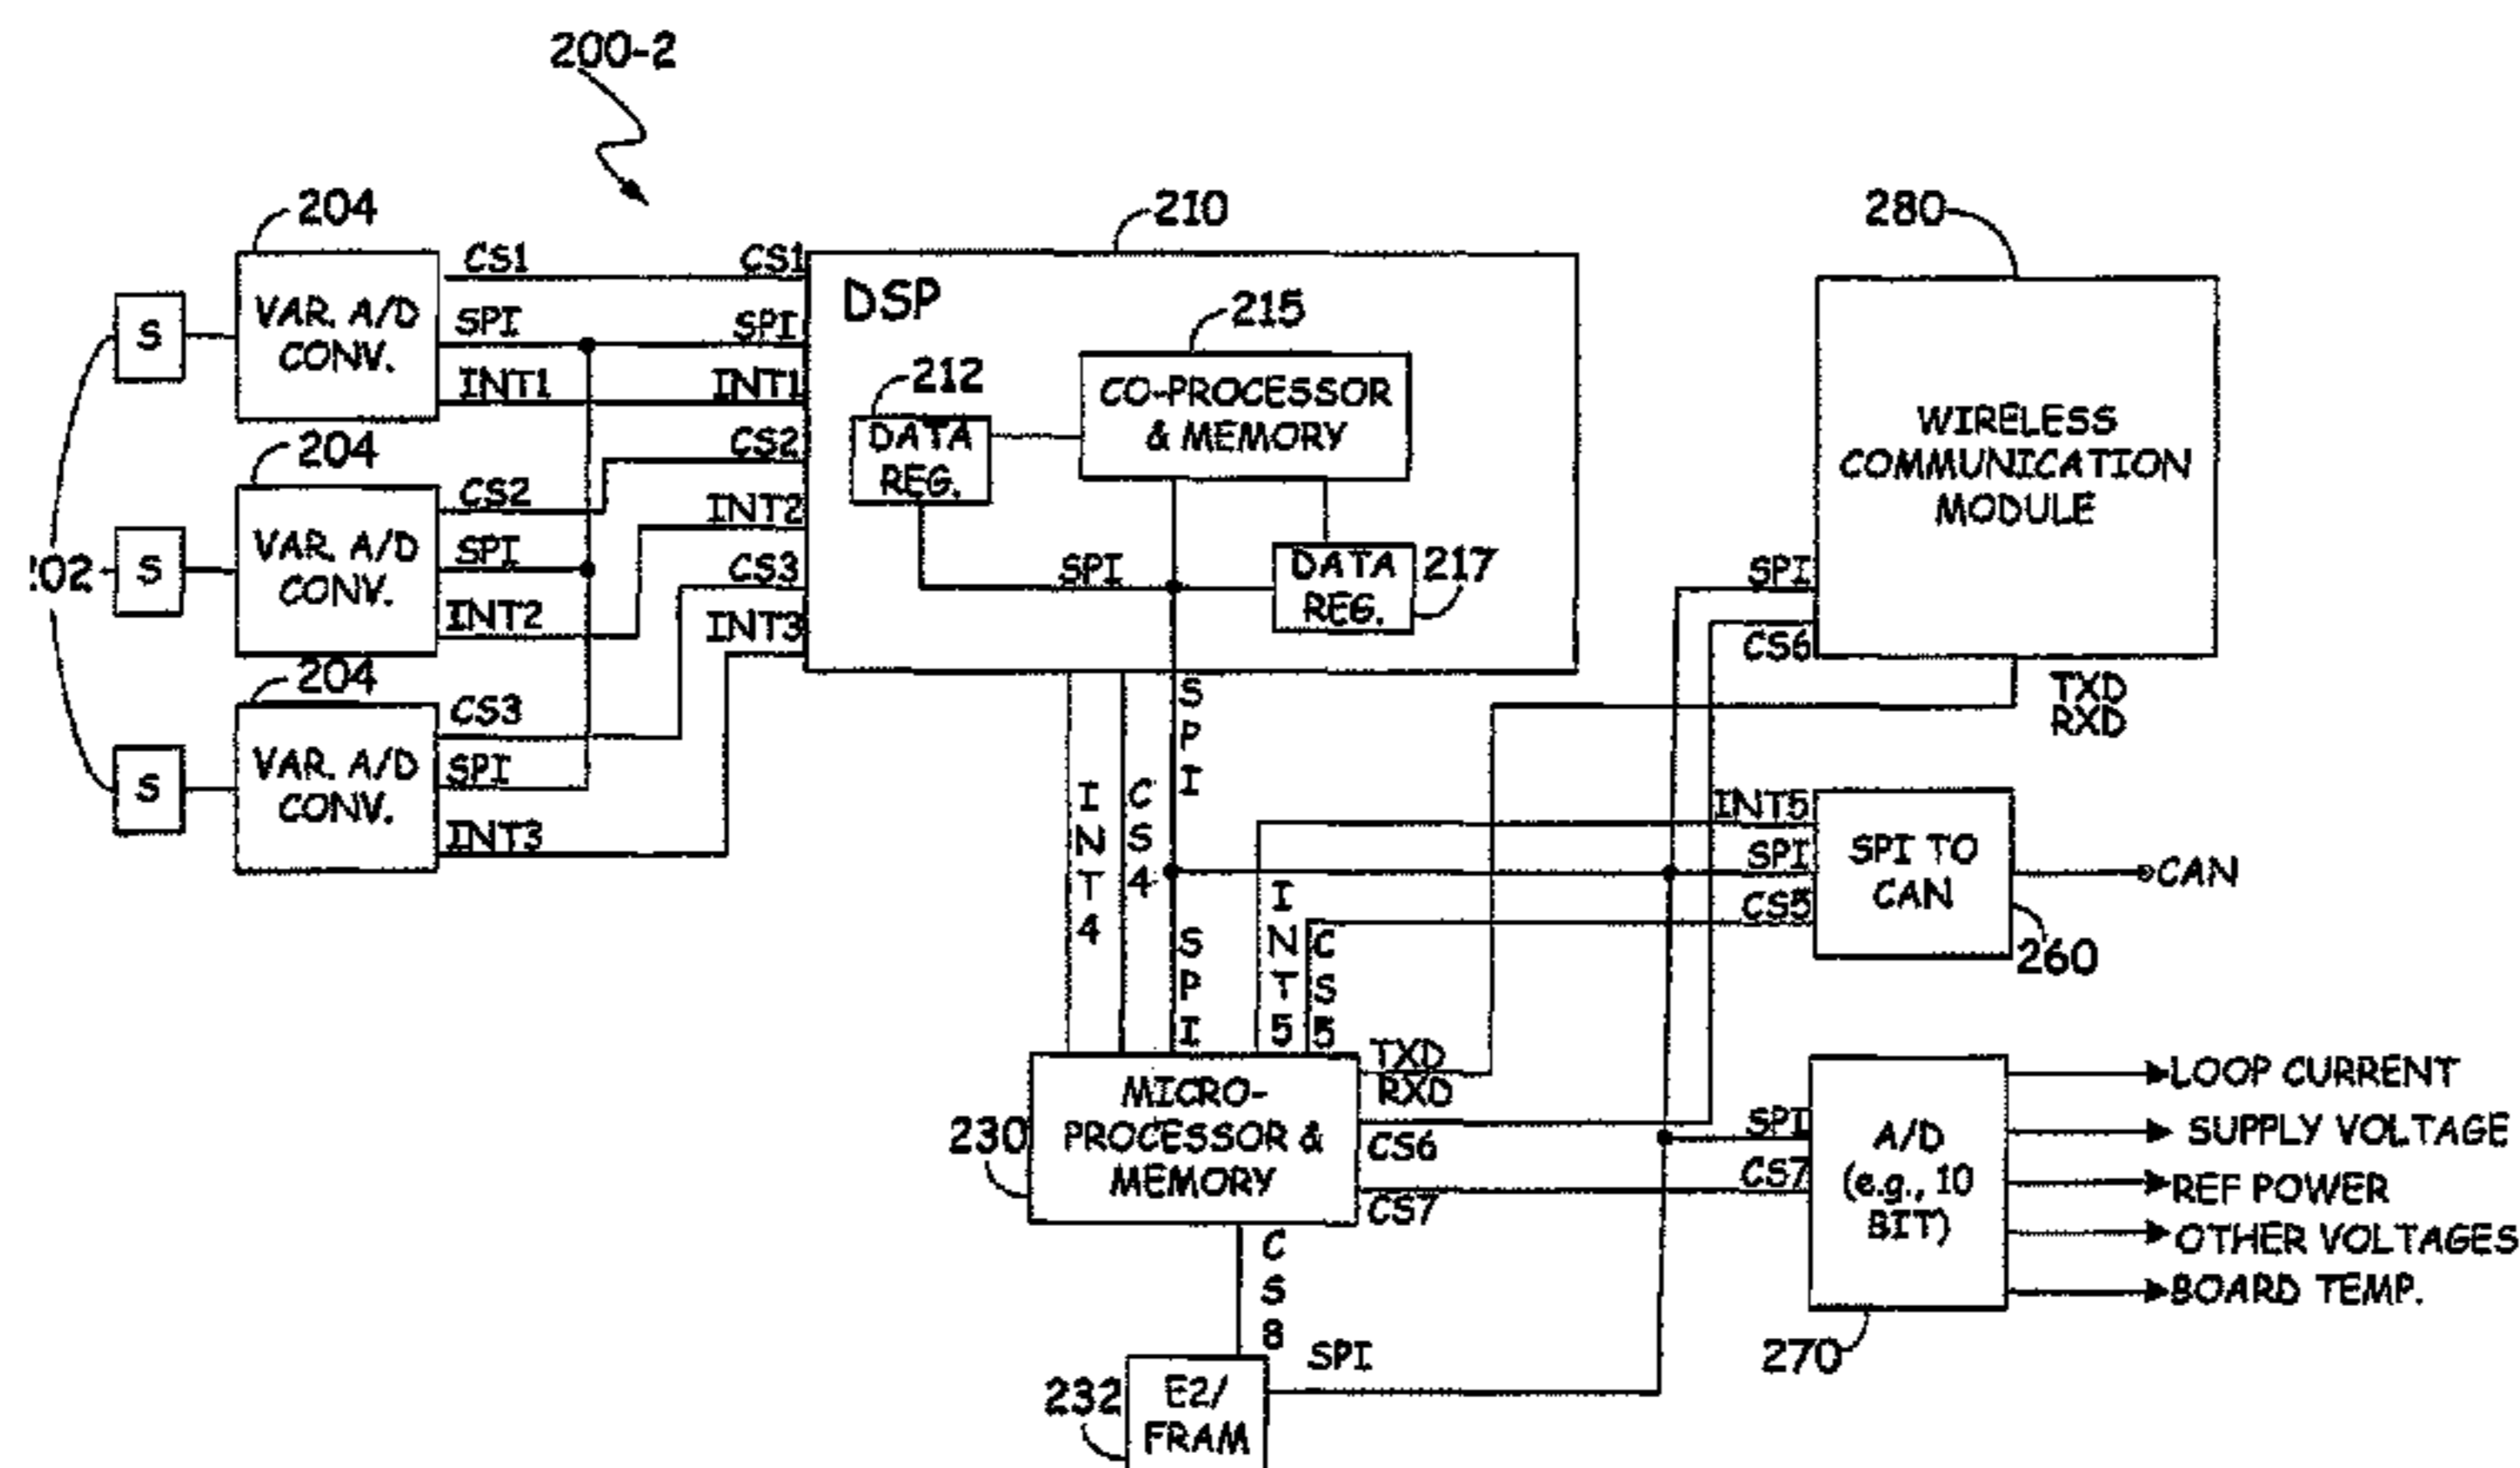 200-2
204
210
280
CS1
CS1
DSP
215
VAR. A/D
CONV.
SPI
SPI
S
212
INT1
INT1
CO-PROCESSOR
& MEMORY
DATA
REG.
WIRELESS
COMMUNICATION
MODULE
204
CS2
CS2
INT2
VAR. A/D
CONV.
SPI
SPI
DATA
REG.
217
S
:02
CS3
INT2
INT3
SPI
CS6
204
CS3
S
P
I
TXD
RXD
VAR. A/D
CONV.
S
SPI
INT3
I
N
T
4
C
S
4
INT5
SPI
CS5
SPI TO
CAN
CAN
260
S
P
I
I
N
T
5
C
S
5
TXD
RXD
MICRO-
PROCESSOR &
MEMORY
230
CS6
CS7
SPI
CS7
A/D
(e.g., 10
BIT)
LOOP CURRENT
SUPPLY VOLTAGE
REF POWER
OTHER VOLTAGES
BOARD TEMP.
270
C
S
8
SPI
232
E2/
FRAM